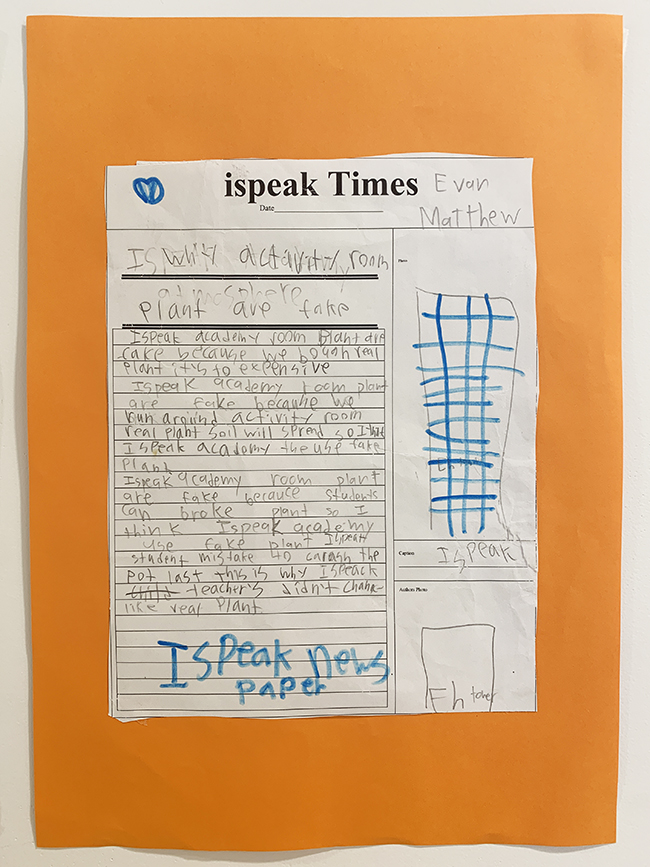 ispeak Times
Evan
Matthew
Date
Is why activity room
atmosphere
plant are fake
Ispeak academy room plant are
fake because we bough real
plant it's to expensive
Ispeak academy room plant
are fake because we
run around activity room
real plant soil will spread so I think
Ispeak academy the use fake
plant
Ispeak academy room plant
are fake because students
can broke plant so I
think Ispeak academy
use fake plant Ispeak
student mistake to carash the
pot last this is why Ispeack
child teacher's didn't
like real plant
Ispeak news
paper
Photo
Caption
Ispeak
Authors Photo